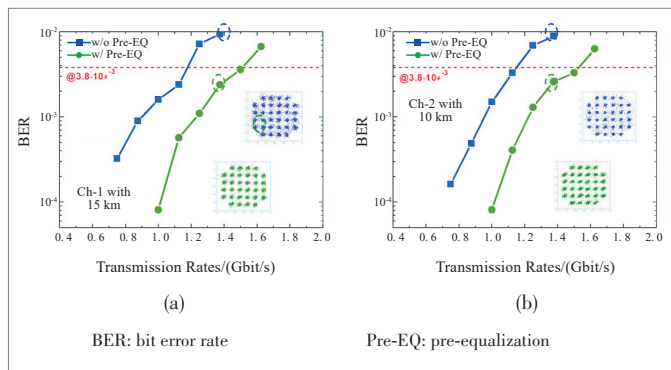 10⁻²
w/o Pre-EQ
w/ Pre-EQ
@3.8·10⁻³
BER
10⁻³
Ch-1 with
15 km
10⁻⁴
0.4 0.6 0.8 1.0 1.2 1.4 1.6 1.8 2.0
Transmission Rates/(Gbit/s)
(a)
10⁻²
w/o Pre-EQ
w/ Pre-EQ
@3.8·10⁻³
BER
Ch-2 with
10 km
10⁻³
10⁻⁴
0.4 0.6 0.8 1.0 1.2 1.4 1.6 1.8 2.0
Transmission Rates/(Gbit/s)
(b)
BER: bit error rate
Pre-EQ: pre-equalization